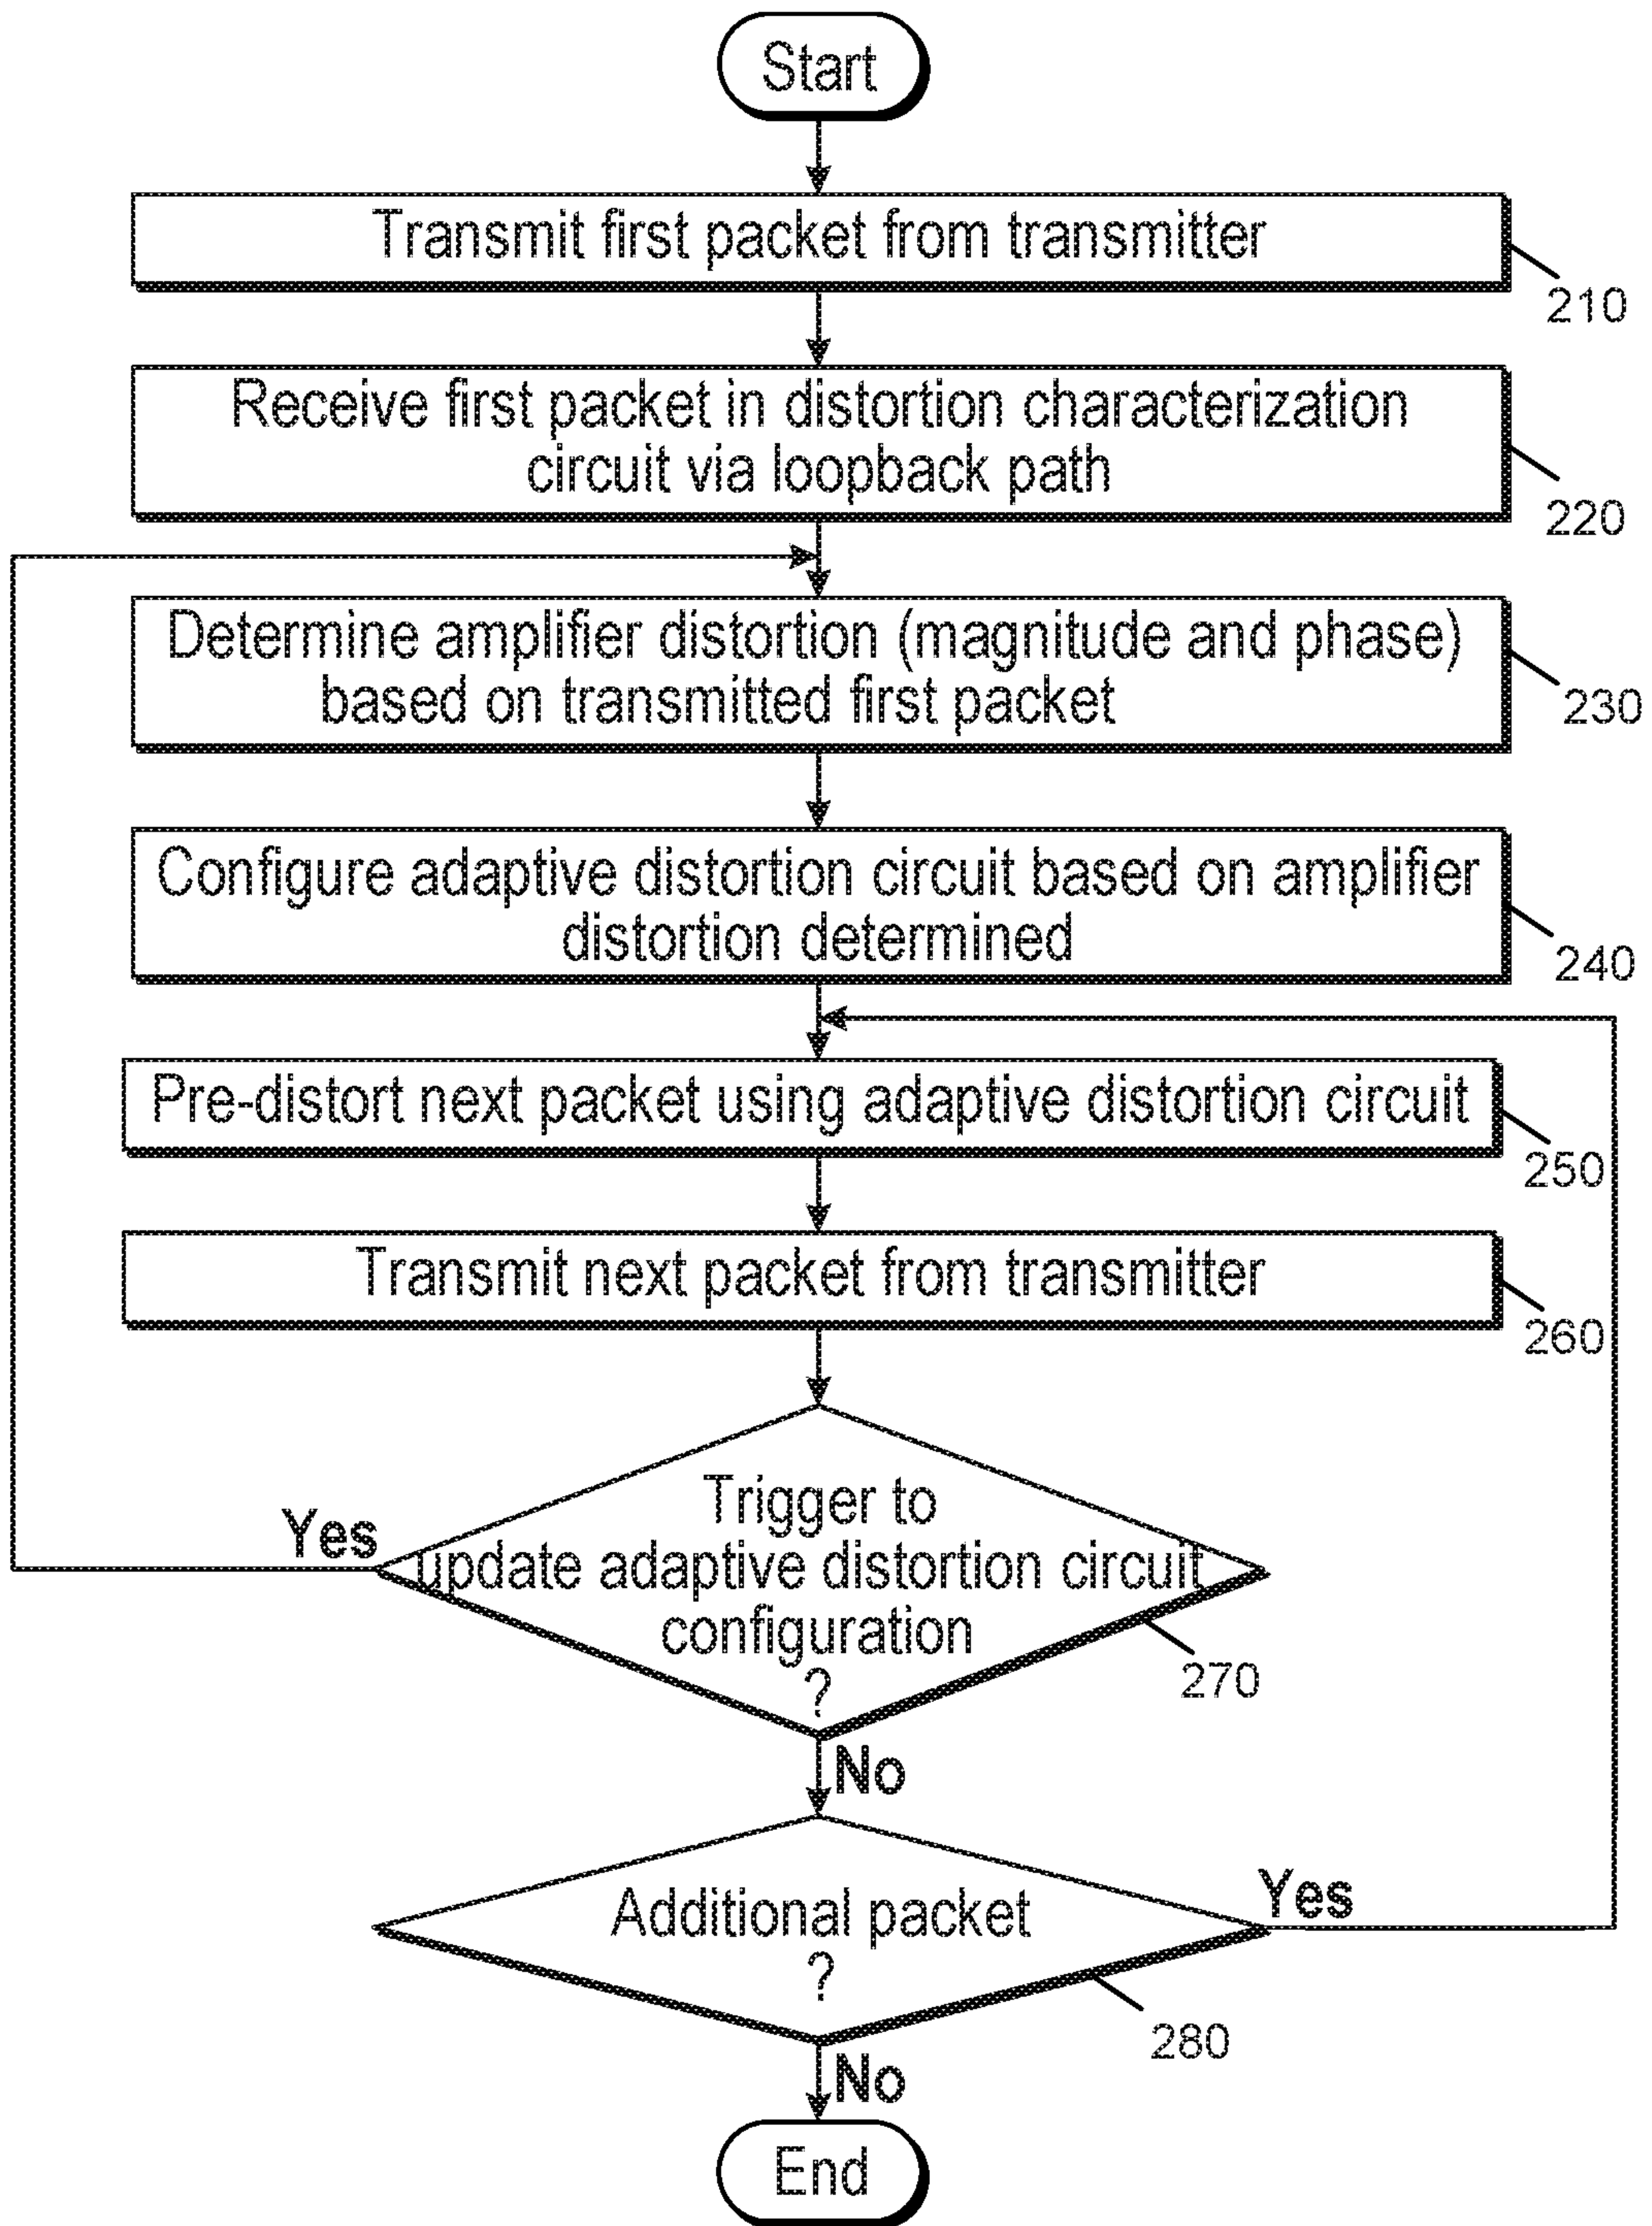 Start
Transmit first packet from transmitter
210
Receive first packet in distortion characterization
circuit via loopback path
220
Determine amplifier distortion (magnitude and phase)
based on transmitted first packet
230
Configure adaptive distortion circuit based on amplifier
distortion determined
240
Pre-distort next packet using adaptive distortion circuit
250
Transmit next packet from transmitter
260
Trigger to
update adaptive distortion circuit
configuration
?
Yes
270
No
Additional packet
?
Yes
280
No
End